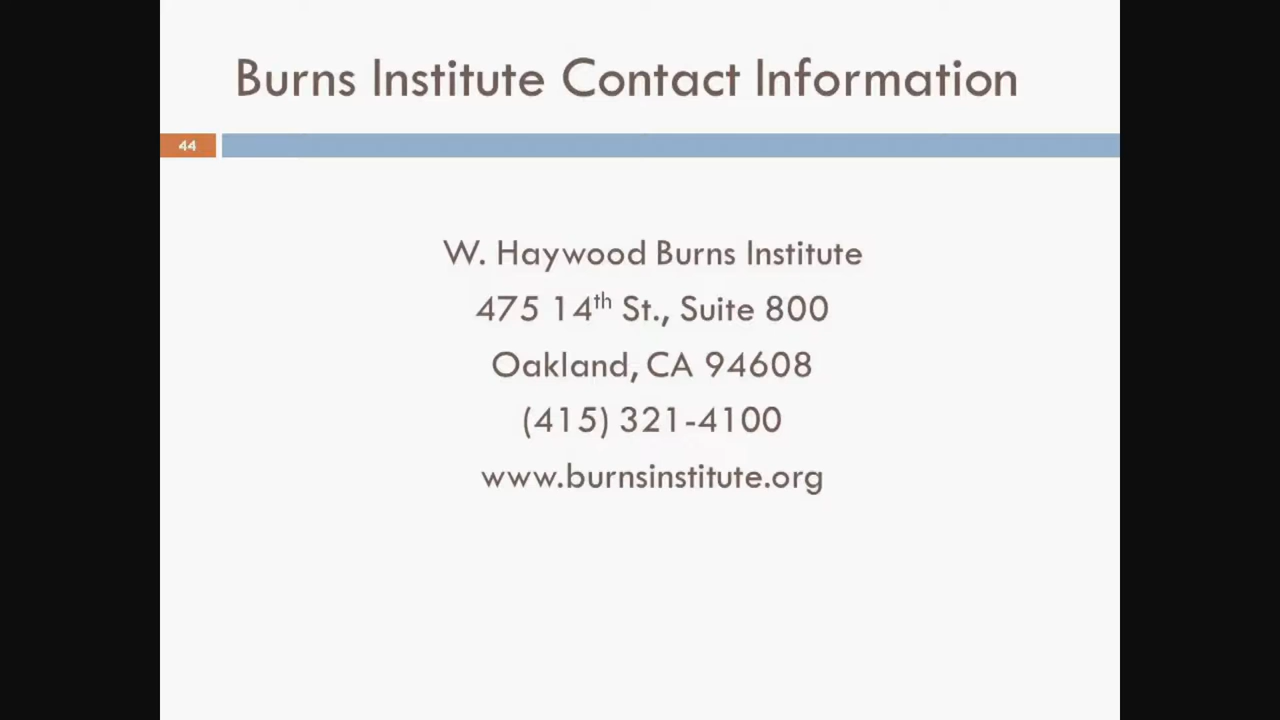 Burns Institute Contact Information
44
W. Haywood Burns Institute
475 14th St., Suite 800
Oakland, CA 94608
(415) 321-4100
www.burnsinstitute.org